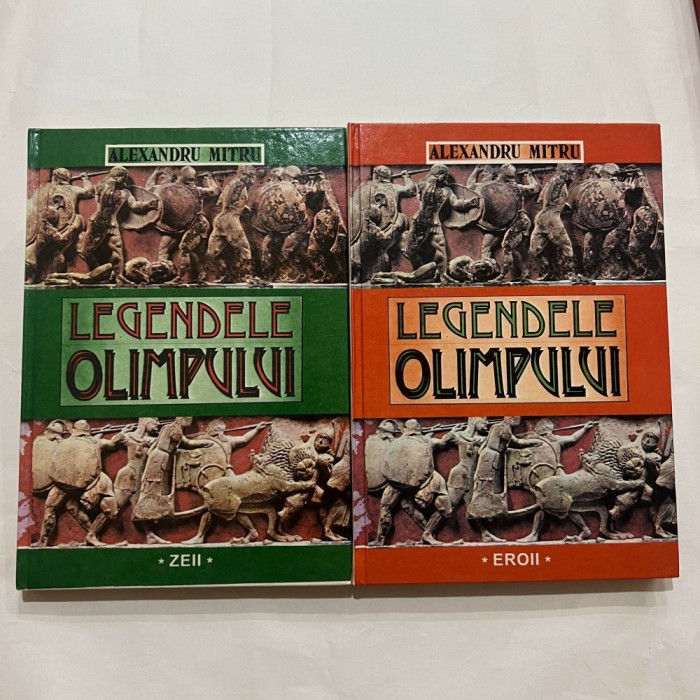 ALEXANDRU MITRU
LEGENDELE
OLIMPULUI
* ZEII *
ALEXANDRU MITRU
LEGENDELE
OLIMPULUI
* EROII *